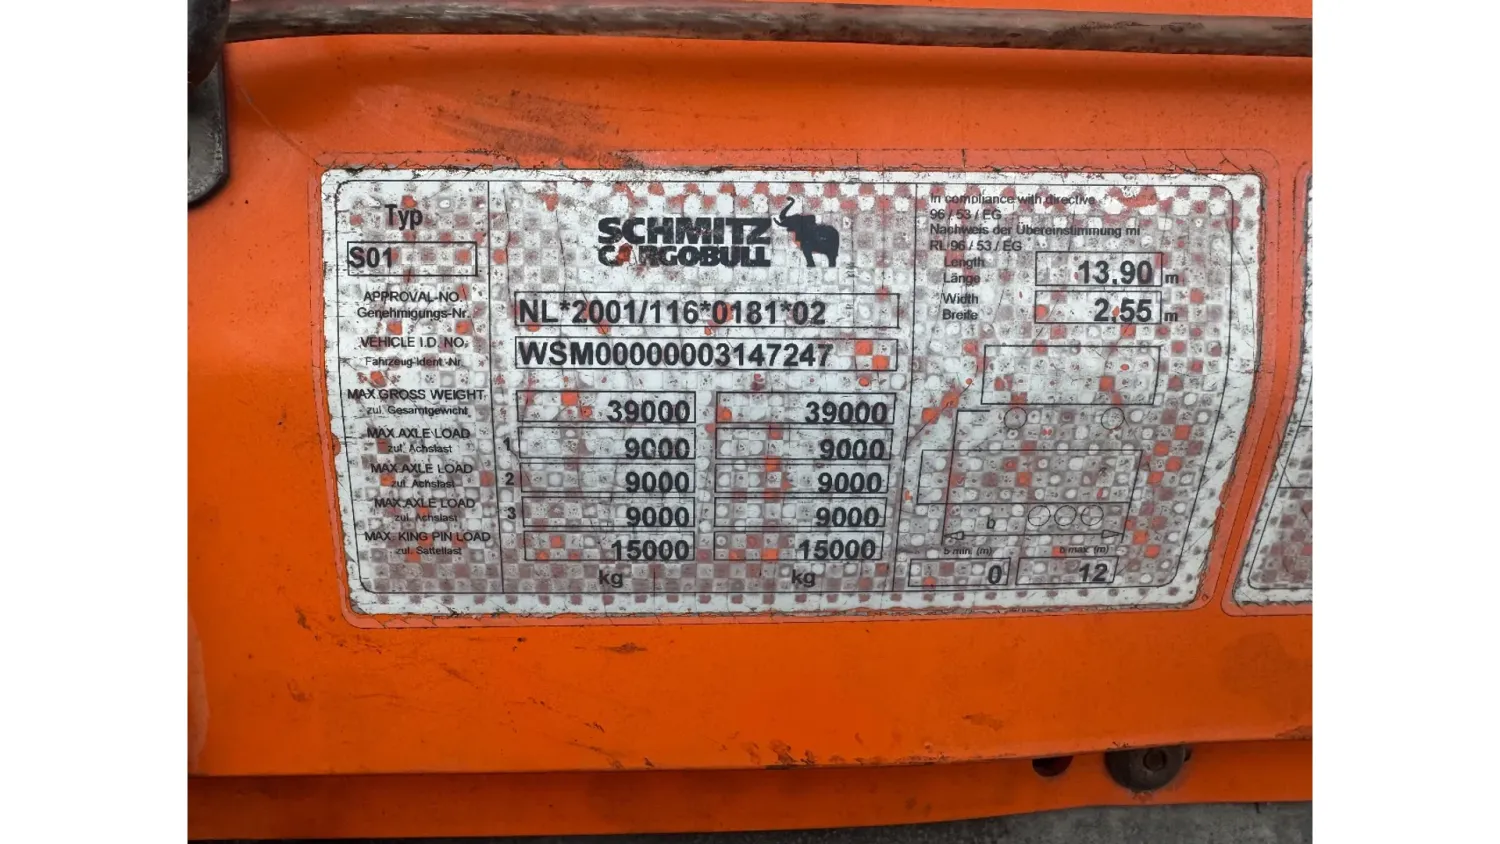 Typ
S01
SCHMITZ
CARGOBULL
APPROVAL-NO.
Genehmigungs-Nr.
NL*2001/116*0181*02
VEHICLE I.D. NO.
Fahrzeug-Ident.-Nr.
WSM00000003147247
MAX.GROSS WEIGHT
zul. Gesamtgewicht
39000 39000
MAX.AXLE LOAD
zul. Achslast
1 9000 9000
MAX.AXLE LOAD
zul. Achslast
2 9000 9000
MAX.AXLE LOAD
zul. Achslast
3 9000 9000
MAX. KING PIN LOAD
zul. Sattellast
15000 15000
kg kg
In compliance with directive
96 / 53 / EG
Nachweis der Übereinstimmung mi
RL 96 / 53 / EG
Length
Länge
13,90 m
Width
Breite
2,55 m
b
b min. (m) b max. (m)
0 12